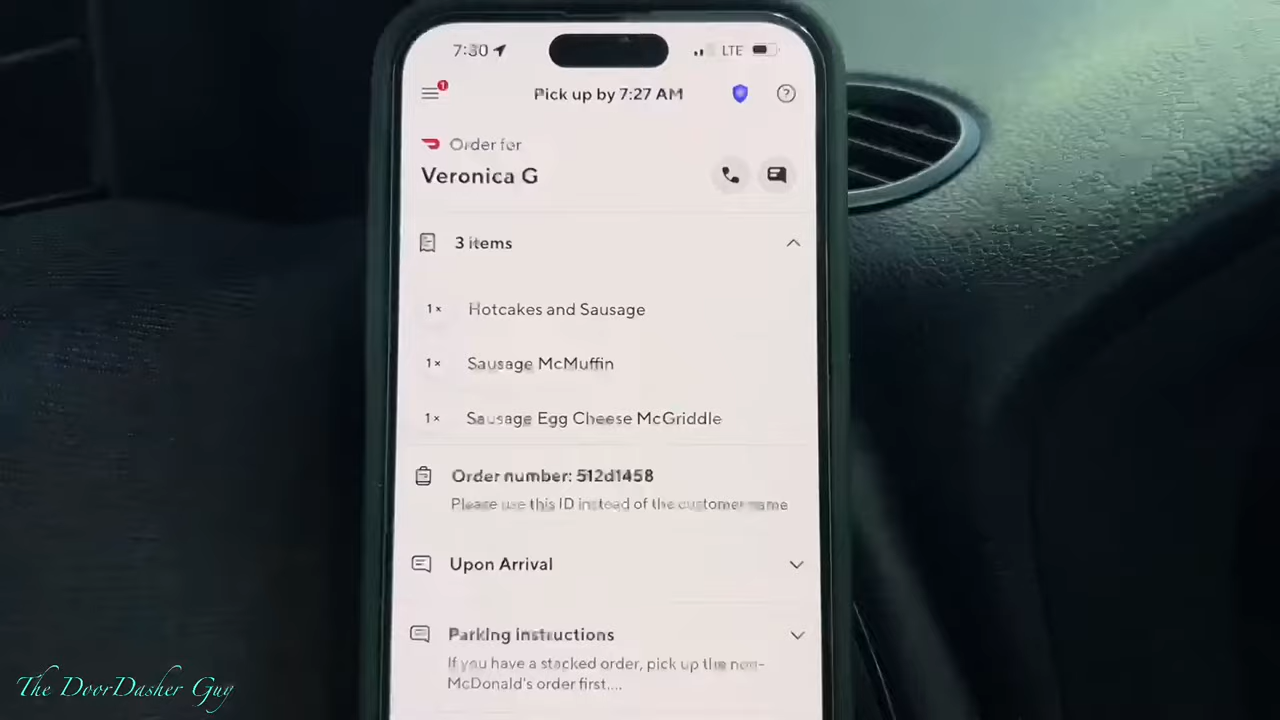 7:30
LTE
1
Pick up by 7:27 AM
?
Order for
Veronica G
3 items
1× Hotcakes and Sausage
1× Sausage McMuffin
1× Sausage Egg Cheese McGriddle
Order number: 512d1458
Please use this ID instead of the customer name
Upon Arrival
Parking instructions
If you have a stacked order, pick up the non-
McDonald's order first....
The DoorDasher Guy